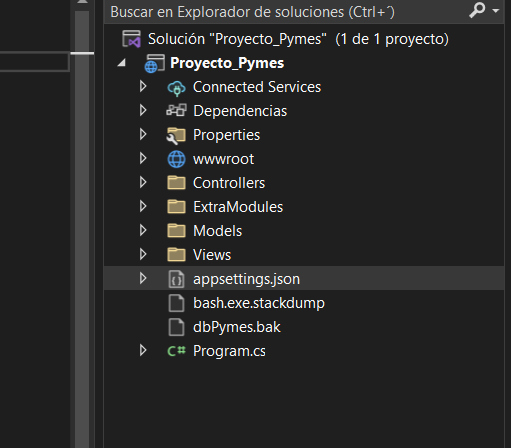 Buscar en Explorador de soluciones (Ctrl+´)
Solución "Proyecto_Pymes" (1 de 1 proyecto)
Proyecto_Pymes
Connected Services
Dependencias
Properties
wwwroot
Controllers
ExtraModules
Models
Views
appsettings.json
bash.exe.stackdump
dbPymes.bak
C# Program.cs